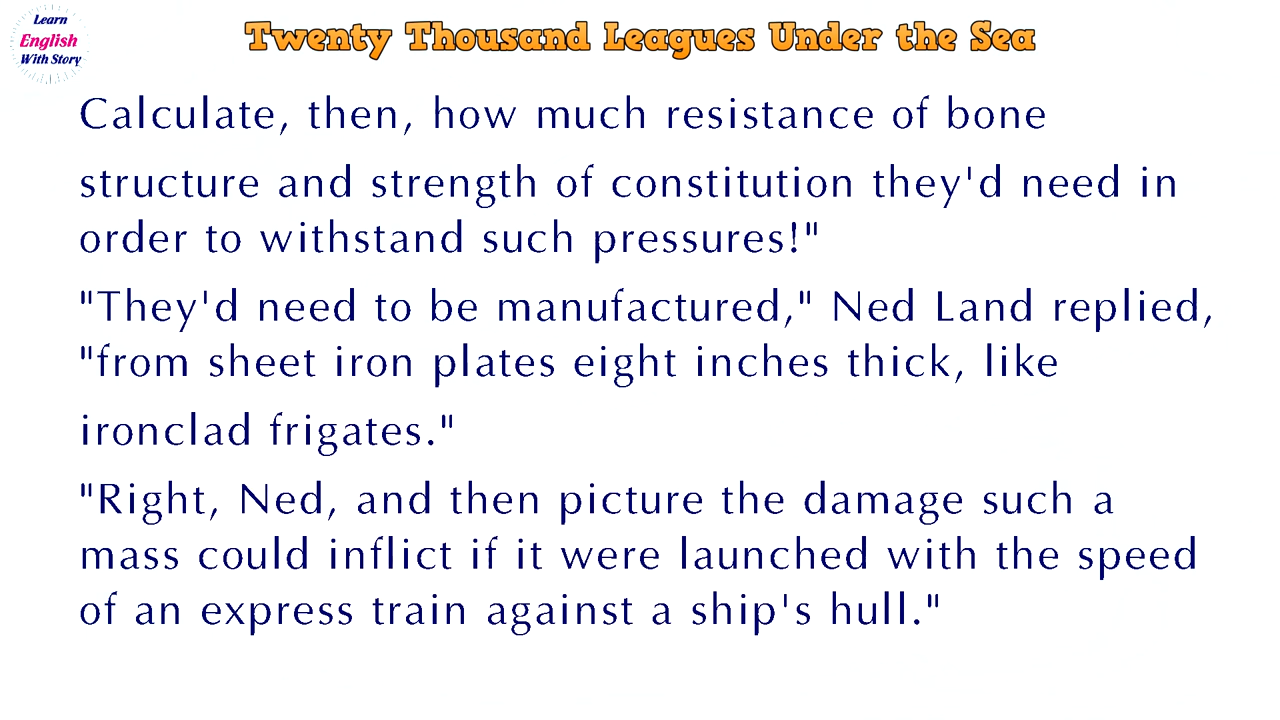 Learn
English
With Story
Twenty Thousand Leagues Under the Sea
Calculate, then, how much resistance of bone
structure and strength of constitution they'd need in
order to withstand such pressures!"
"They'd need to be manufactured," Ned Land replied,
"from sheet iron plates eight inches thick, like
ironclad frigates."
"Right, Ned, and then picture the damage such a
mass could inflict if it were launched with the speed
of an express train against a ship's hull."